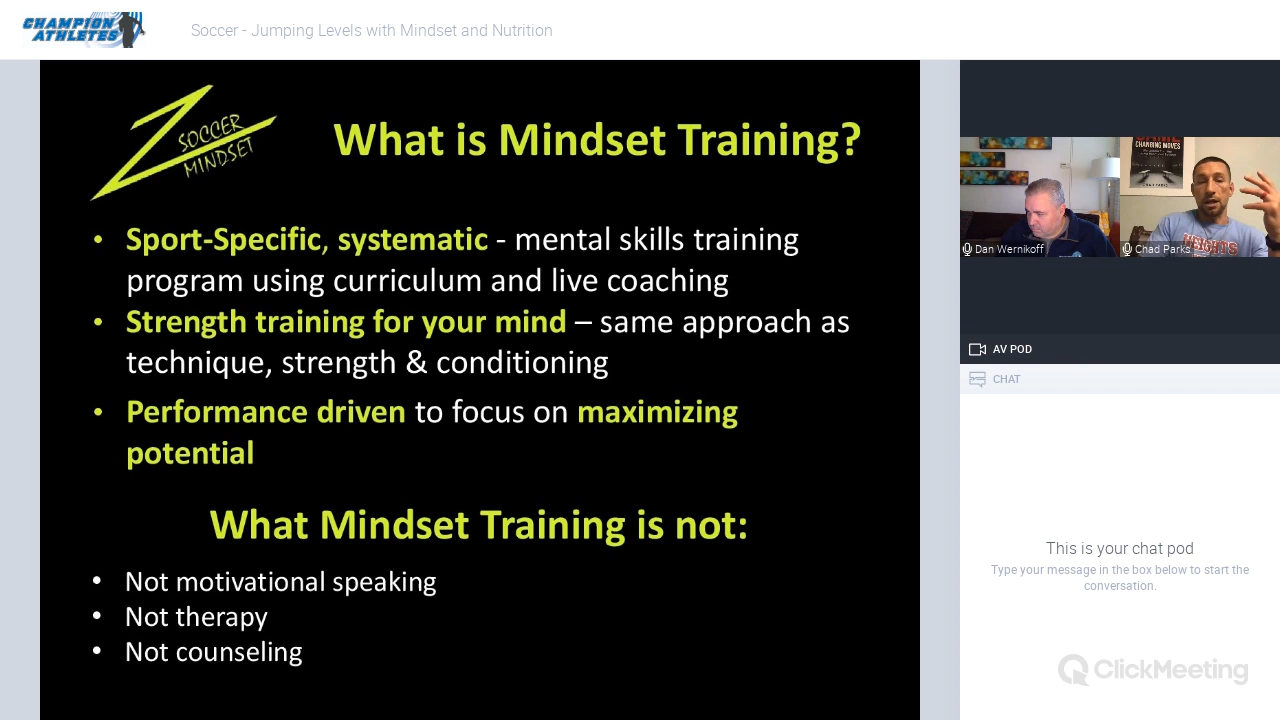 CHAMPION
ATHLETES
Soccer - Jumping Levels with Mindset and Nutrition
SOCCER
MINDSET
What is Mindset Training?
• Sport-Specific, systematic - mental skills training
program using curriculum and live coaching
• Strength training for your mind – same approach as
technique, strength & conditioning
• Performance driven to focus on maximizing
potential
What Mindset Training is not:
• Not motivational speaking
• Not therapy
• Not counseling
CHANGING MOVES
Dan Wernikoff
Chad Parks
AV POD
CHAT
This is your chat pod
Type your message in the box below to start the
conversation.
ClickMeeting